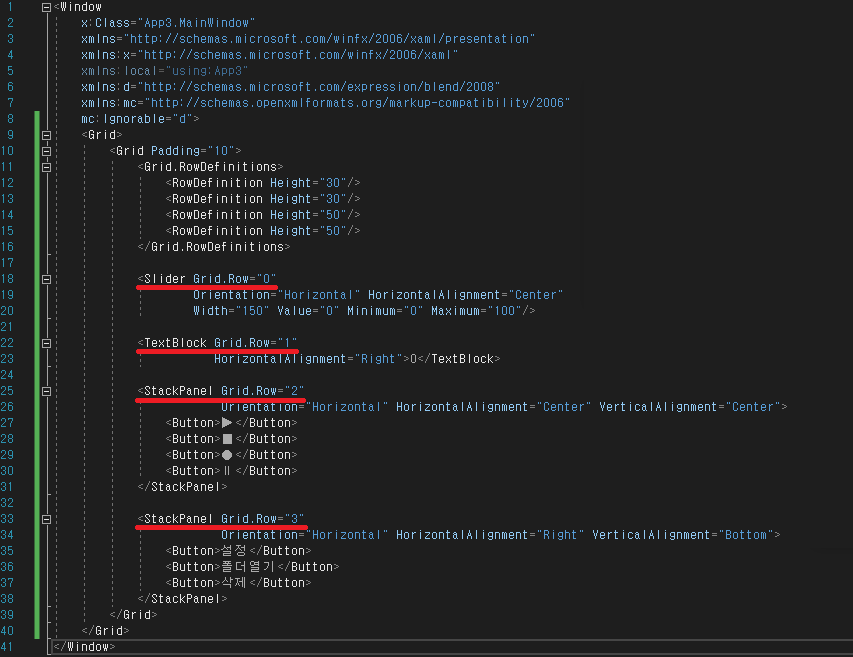 1 <Window
2 x:Class="App3.MainWindow"
3 xmlns="http://schemas.microsoft.com/winfx/2006/xaml/presentation"
4 xmlns:x="http://schemas.microsoft.com/winfx/2006/xaml"
5 xmlns:local="using:App3"
6 xmlns:d="http://schemas.microsoft.com/expression/blend/2008"
7 xmlns:mc="http://schemas.openxmlformats.org/markup-compatibility/2006"
8 mc:Ignorable="d">
9 <Grid>
10 <Grid Padding="10">
11 <Grid.RowDefinitions>
12 <RowDefinition Height="30"/>
13 <RowDefinition Height="30"/>
14 <RowDefinition Height="50"/>
15 <RowDefinition Height="50"/>
16 </Grid.RowDefinitions>
17
18 <Slider Grid.Row="0"
19 Orientation="Horizontal" HorizontalAlignment="Center"
20 Width="150" Value="0" Minimum="0" Maximum="100"/>
21
22 <TextBlock Grid.Row="1"
23 HorizontalAlignment="Right">0</TextBlock>
24
25 <StackPanel Grid.Row="2"
26 Orientation="Horizontal" HorizontalAlignment="Center" VerticalAlignment="Center">
27 <Button>▶</Button>
28 <Button>■</Button>
29 <Button>●</Button>
30 <Button>⏸</Button>
31 </StackPanel>
32
33 <StackPanel Grid.Row="3"
34 Orientation="Horizontal" HorizontalAlignment="Right" VerticalAlignment="Bottom">
35 <Button>설정</Button>
36 <Button>폴더열기</Button>
37 <Button>삭제</Button>
38 </StackPanel>
39 </Grid>
40 </Grid>
41 </Window>